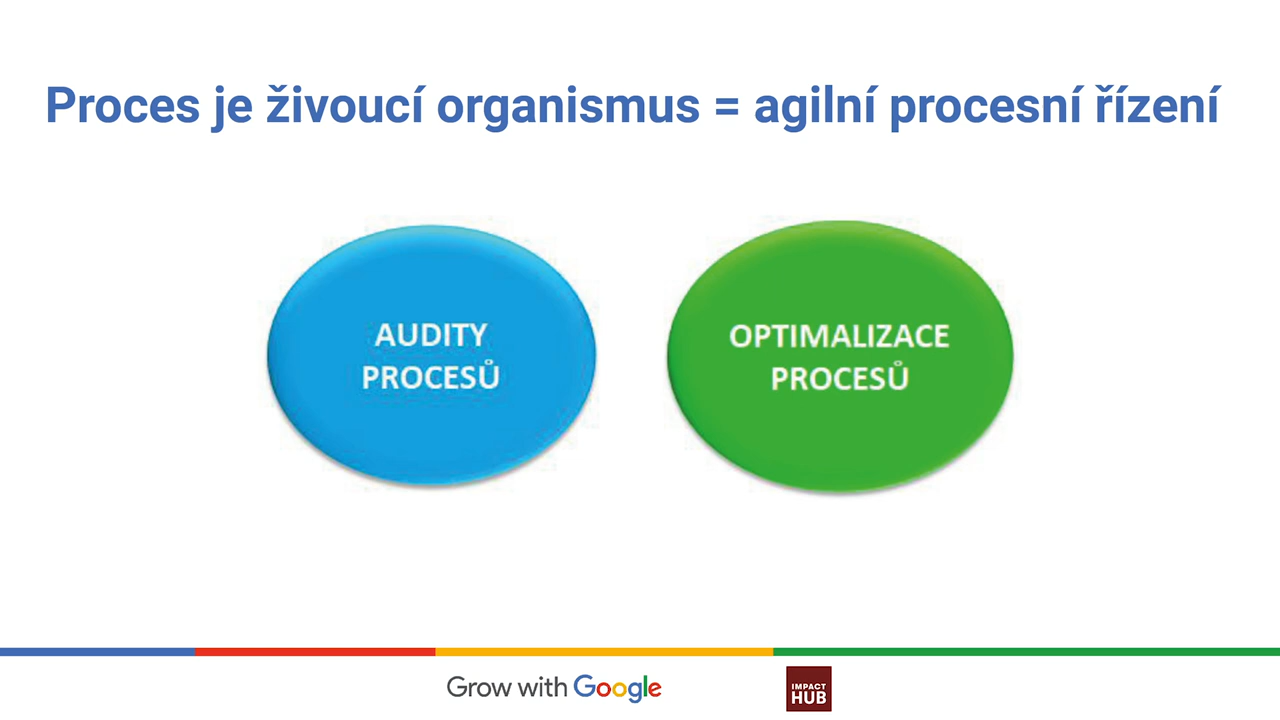 Proces je živoucí organismus = agilní procesní řízení
AUDITY
PROCESŮ
OPTIMALIZACE
PROCESŮ
Grow with Google
IMPACT
HUB